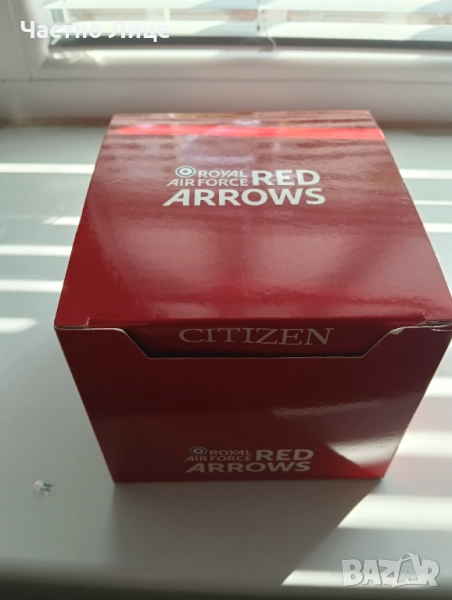 Частно Лице
ROYAL
AIR FORCE RED
ARROWS
CITIZEN
ROYAL
AIR FORCE RED
ARROWS
BAZAR